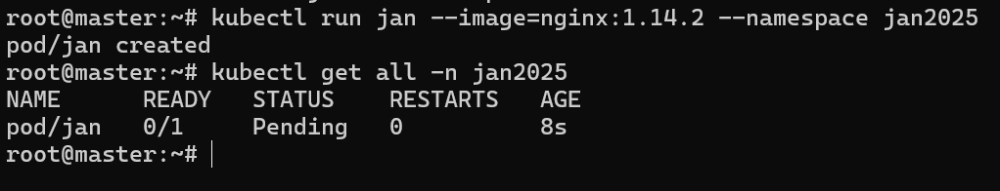 root@master:~# kubectl run jan --image=nginx:1.14.2 --namespace jan2025
pod/jan created
root@master:~# kubectl get all -n jan2025
NAME      READY   STATUS    RESTARTS   AGE
pod/jan   0/1     Pending   0          8s
root@master:~#